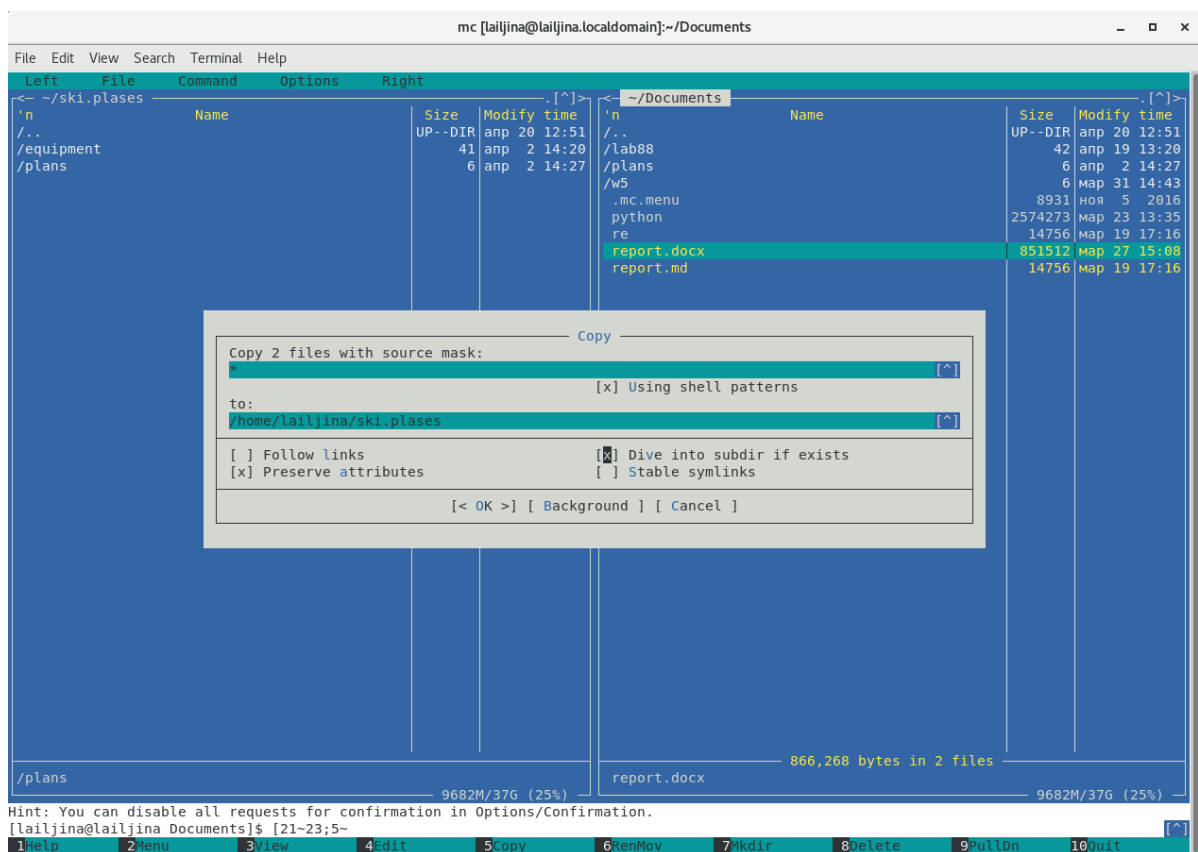 mc [lailjina@lailjina.localdomain]:~/Documents
File Edit View Search Terminal Help
Left File Command Options Right
<— ~/ski.plases .[^]> <— ~/Documents .[^]>
'n Name Size Modify time 'n Name Size Modify time
/.. UP--DIR апр 20 12:51 /.. UP--DIR апр 20 12:51
/equipment 41 апр 2 14:20 /lab88 42 апр 19 13:20
/plans 6 апр 2 14:27 /plans 6 апр 2 14:27
/w5 6 мар 31 14:43
.mc.menu 8931 ноя 5 2016
python 2574273 мар 23 13:35
re 14756 мар 19 17:16
report.docx 851512 мар 27 15:08
report.md 14756 мар 19 17:16
Copy
Copy 2 files with source mask:
* [^]
[x] Using shell patterns
to:
/home/lailjina/ski.plases [^]
[ ] Follow links [x] Dive into subdir if exists
[x] Preserve attributes [ ] Stable symlinks
[< OK >] [ Background ] [ Cancel ]
866,268 bytes in 2 files
/plans report.docx
9682M/37G (25%) 9682M/37G (25%)
Hint: You can disable all requests for confirmation in Options/Confirmation.
[lailjina@lailjina Documents]$ [21~23;5~ [^]
1Help 2Menu 3View 4Edit 5Copy 6RenMov 7Mkdir 8Delete 9PullDn 10Quit